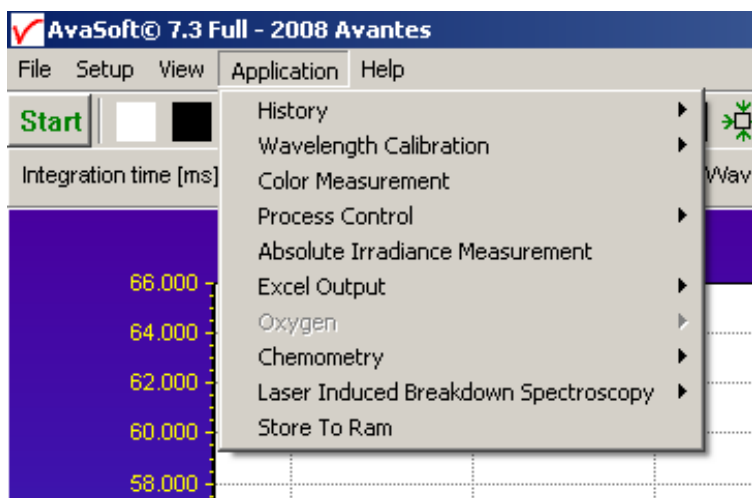 AvaSoft© 7.3 Full - 2008 Avantes
File Setup View Application Help
Start
History
Wavelength Calibration
Integration time [ms]
Color Measurement
Process Control
Absolute Irradiance Measurement
66.000
Excel Output
64.000
Oxygen
Chemometry
62.000
Laser Induced Breakdown Spectroscopy
60.000
Store To Ram
58.000